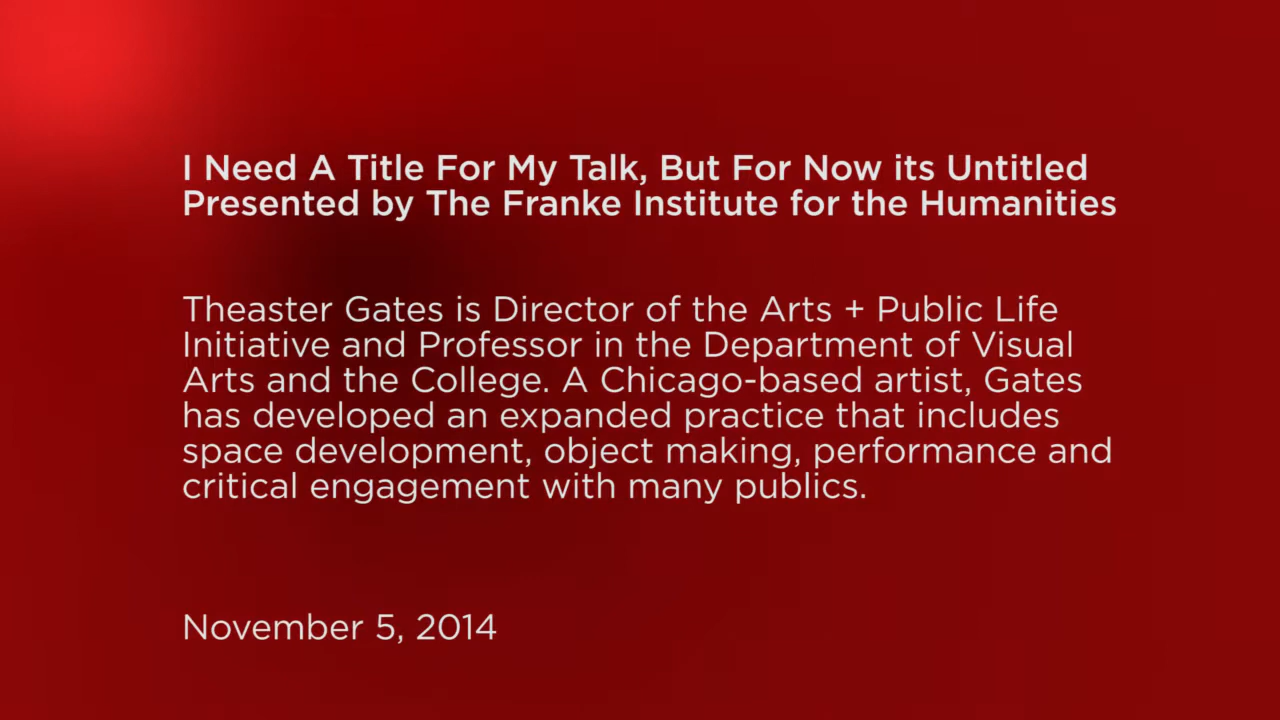 I Need A Title For My Talk, But For Now its Untitled
Presented by The Franke Institute for the Humanities
Theaster Gates is Director of the Arts + Public Life
Initiative and Professor in the Department of Visual
Arts and the College. A Chicago-based artist, Gates
has developed an expanded practice that includes
space development, object making, performance and
critical engagement with many publics.
November 5, 2014